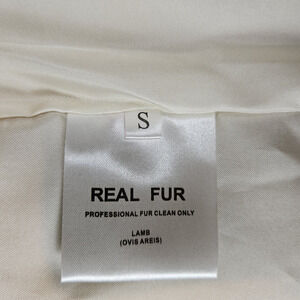 S
REAL FUR
PROFESSIONAL FUR CLEAN ONLY
LAMB
(OVIS AREIS)